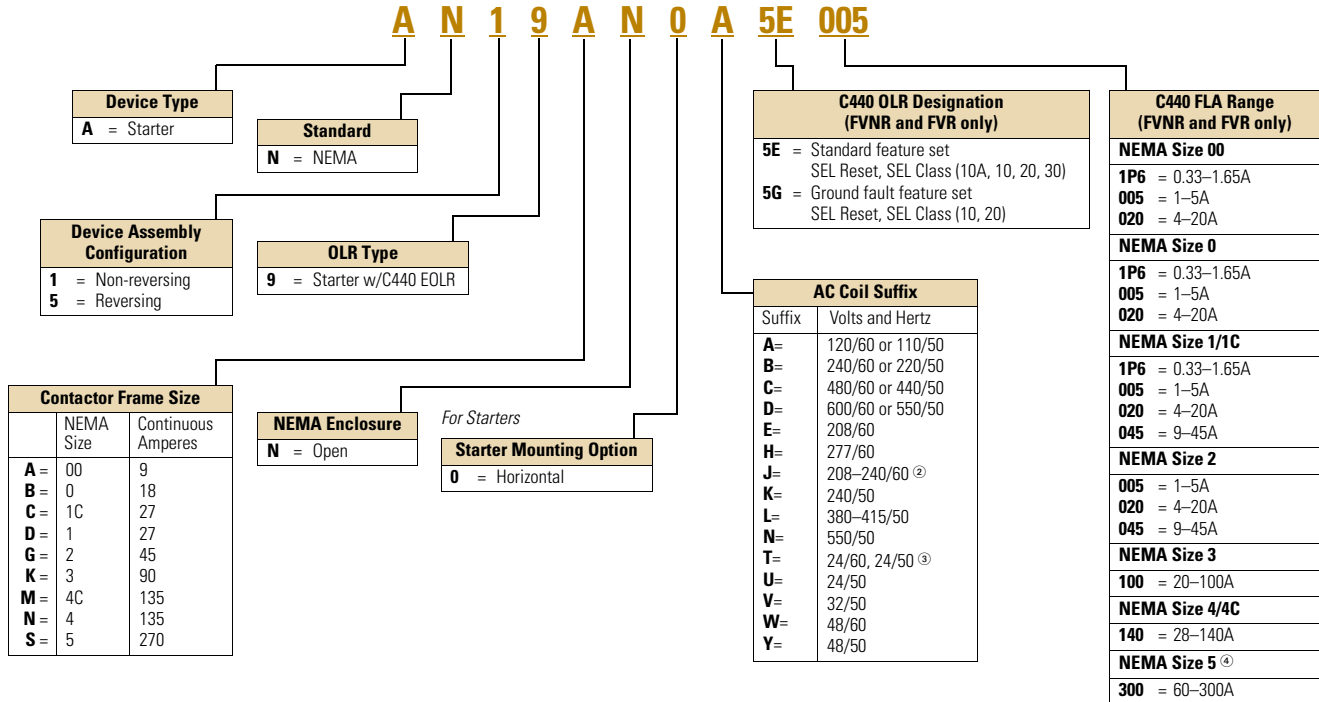 A N 1 9 A N 0 A 5E 005
Device Type
A = Starter
Standard
N = NEMA
Device Assembly
Configuration
1 = Non-reversing
5 = Reversing
OLR Type
9 = Starter w/C440 EOLR
Contactor Frame Size
NEMA Size Continuous Amperes
A = 00 9
B = 0 18
C = 1C 27
D = 1 27
G = 2 45
K = 3 90
M = 4C 135
N = 4 135
S = 5 270
NEMA Enclosure
N = Open
For Starters
Starter Mounting Option
0 = Horizontal
C440 OLR Designation
(FVNR and FVR only)
5E = Standard feature set
SEL Reset, SEL Class (10A, 10, 20, 30)
5G = Ground fault feature set
SEL Reset, SEL Class (10, 20)
AC Coil Suffix
Suffix Volts and Hertz
A= 120/60 or 110/50
B= 240/60 or 220/50
C= 480/60 or 440/50
D= 600/60 or 550/50
E= 208/60
H= 277/60
J= 208–240/60 ②
K= 240/50
L= 380–415/50
N= 550/50
T= 24/60, 24/50 ③
U= 24/50
V= 32/50
W= 48/60
Y= 48/50
C440 FLA Range
(FVNR and FVR only)
NEMA Size 00
1P6 = 0.33–1.65A
005 = 1–5A
020 = 4–20A
NEMA Size 0
1P6 = 0.33–1.65A
005 = 1–5A
020 = 4–20A
NEMA Size 1/1C
1P6 = 0.33–1.65A
005 = 1–5A
020 = 4–20A
045 = 9–45A
NEMA Size 2
005 = 1–5A
020 = 4–20A
045 = 9–45A
NEMA Size 3
100 = 20–100A
NEMA Size 4/4C
140 = 28–140A
NEMA Size 5 ④
300 = 60–300A